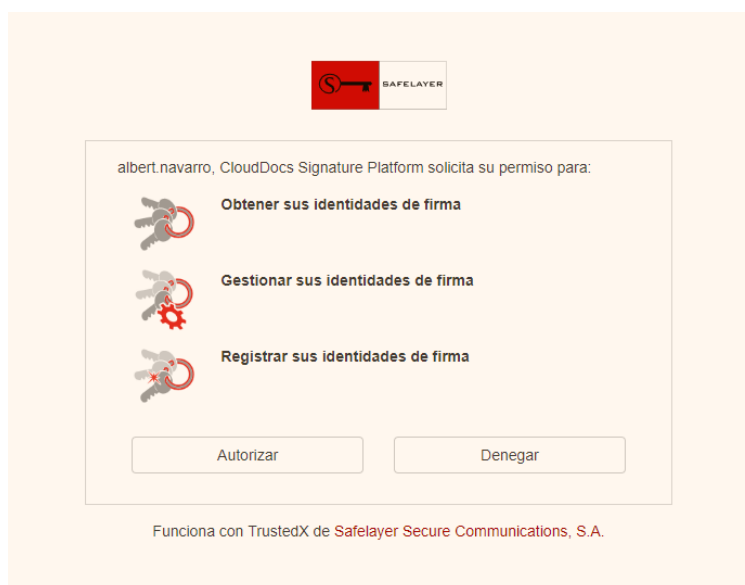 SAFELAYER
albert.navarro, CloudDocs Signature Platform solicita su permiso para:
Obtener sus identidades de firma
Gestionar sus identidades de firma
Registrar sus identidades de firma
Autorizar
Denegar
Funciona con TrustedX de Safelayer Secure Communications, S.A.